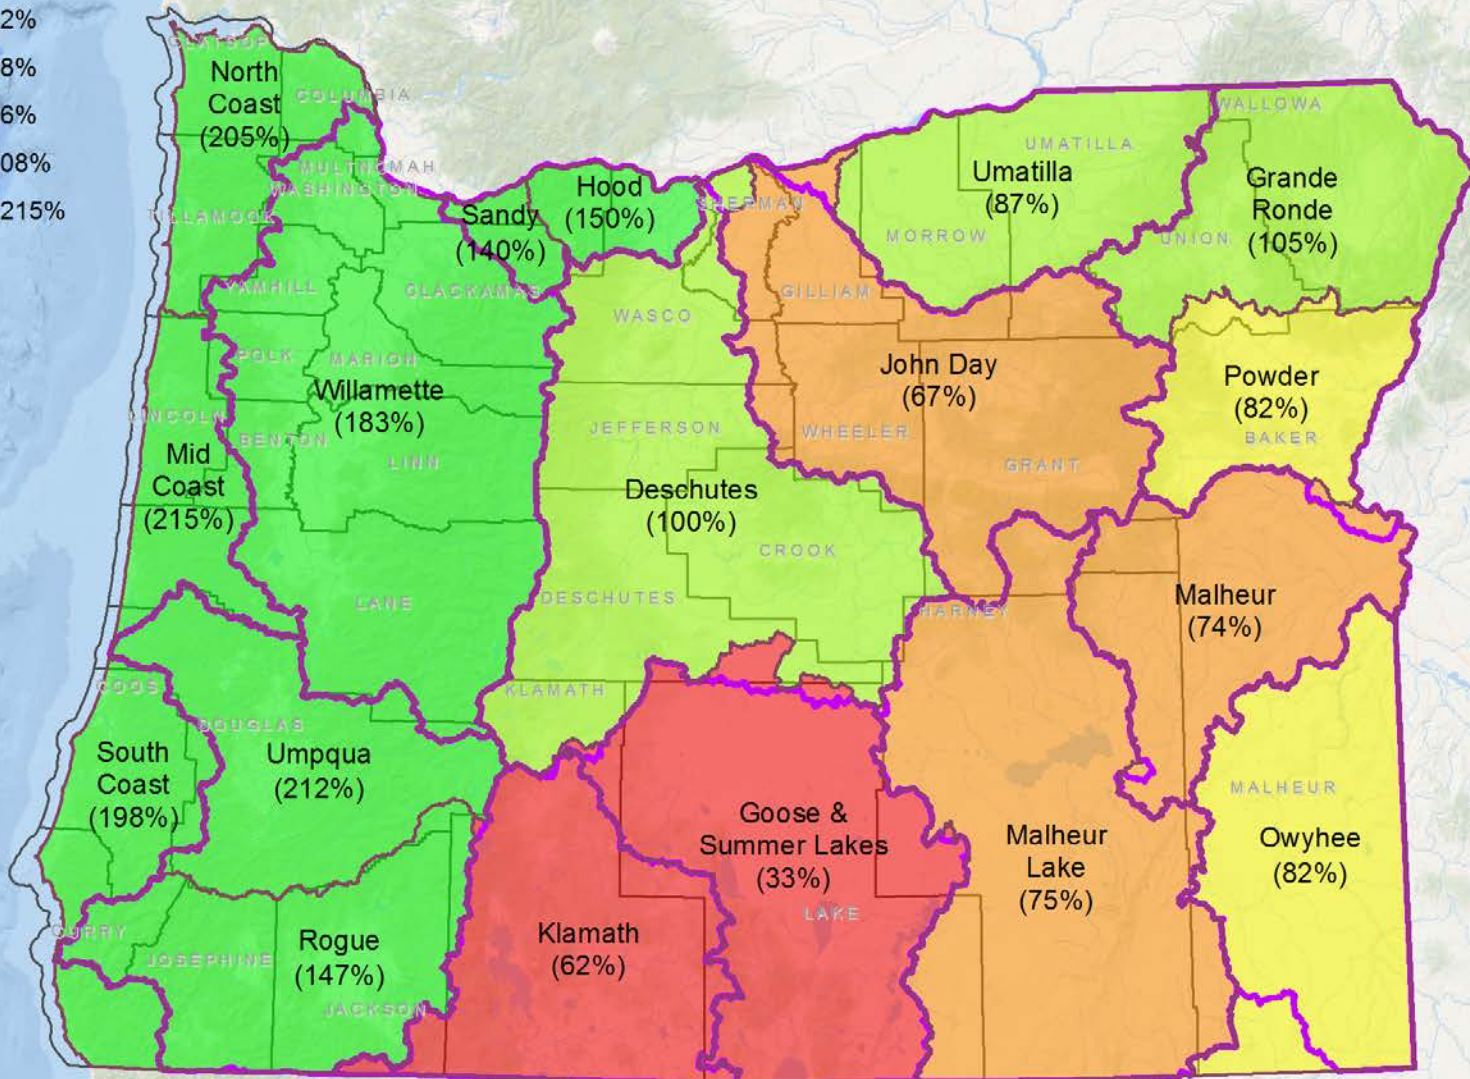 2%
8%
6%
08%
215%
CLATSOP
North
Coast
(205%)
COLUMBIA
MULTNOMAH
WASHINGTON
TILLAMOOK
Sandy
(140%)
Hood
(150%)
SHERMAN
UMATILLA
Umatilla
(87%)
MORROW
WALLOWA
Grande
Ronde
(105%)
UNION
YAMHILL
CLACKAMAS
WASCO
GILLIAM
POLK
MARION
Willamette
(183%)
John Day
(67%)
Powder
(82%)
BAKER
LINCOLN
BENTON
LINN
JEFFERSON
WHEELER
GRANT
Mid
Coast
(215%)
Deschutes
(100%)
CROOK
LANE
DESCHUTES
HARNEY
Malheur
(74%)
COOS
KLAMATH
DOUGLAS
South
Coast
(198%)
Umpqua
(212%)
Goose &
Summer Lakes
(33%)
LAKE
Malheur
Lake
(75%)
MALHEUR
Owyhee
(82%)
CURRY
JOSEPHINE
Rogue
(147%)
JACKSON
Klamath
(62%)